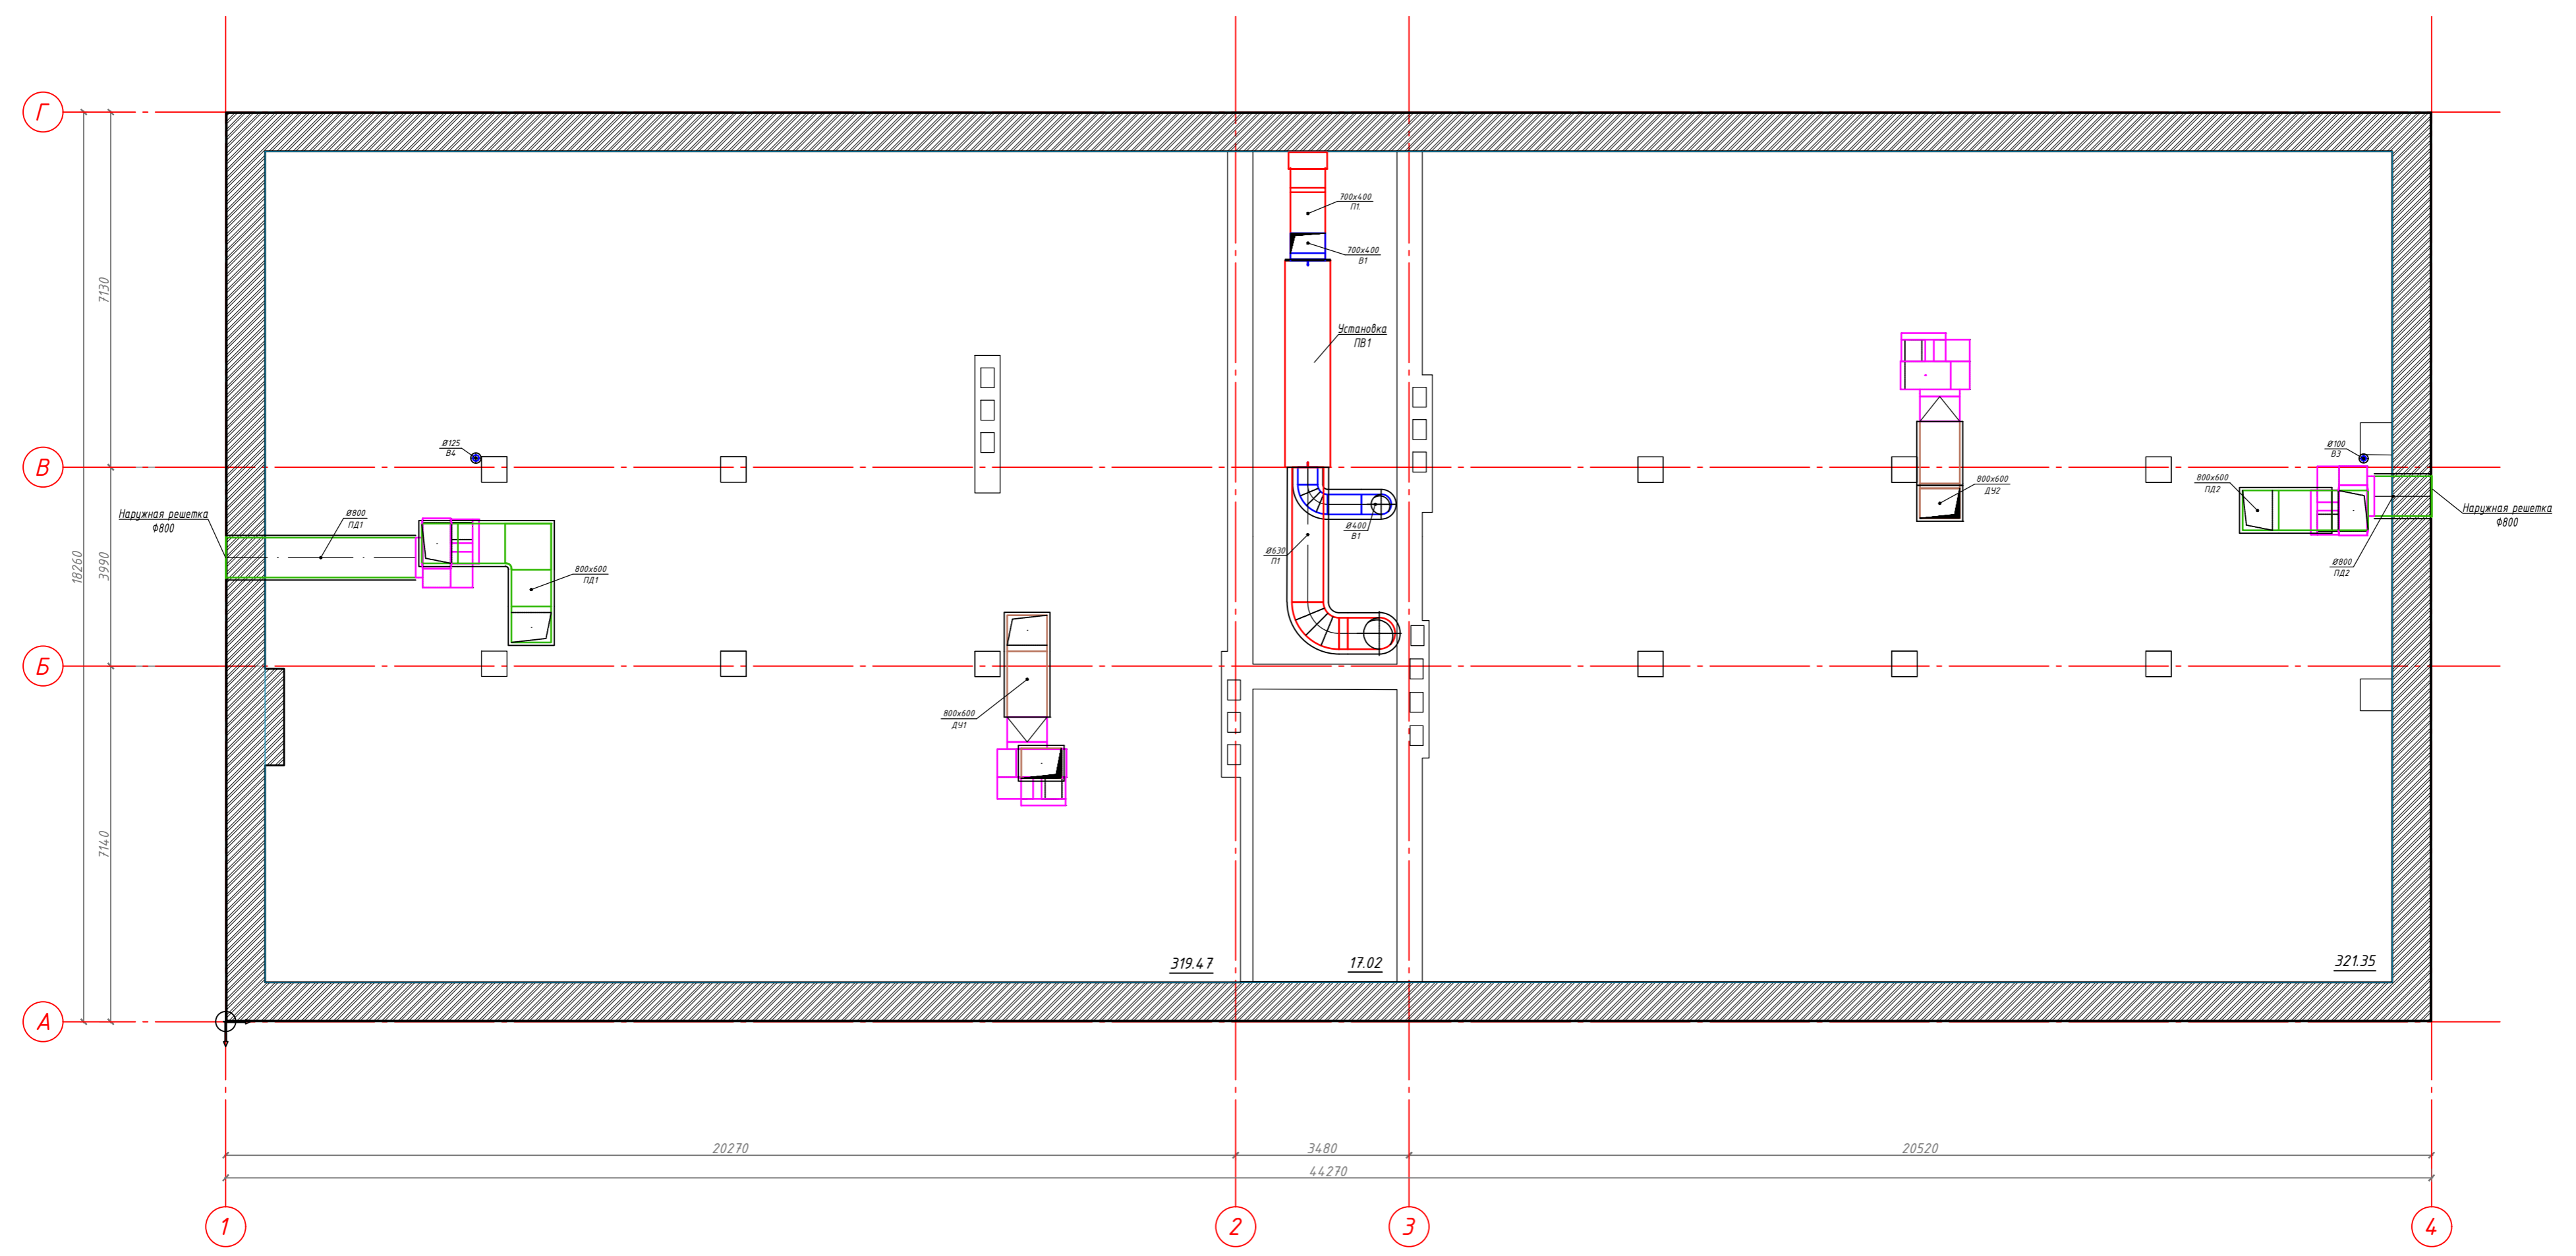 Г
700х400
П1.
700х400
В1
7130
Установка
ПВ1
Ø125
В4
Ø100
В3
В
800х600
ДУ2
800х600
ПД2
Наружная решетка
Ф800
Ø800
ПД1
Ø400
В1
Наружная решетка
Ф800
Ø630
П1
18260
3990
800х600
ПД1
Ø800
ПД2
Б
800х600
ДУ1
7140
319.47
17.02
321.35
А
20270
3480
20520
44270
1
2
3
4